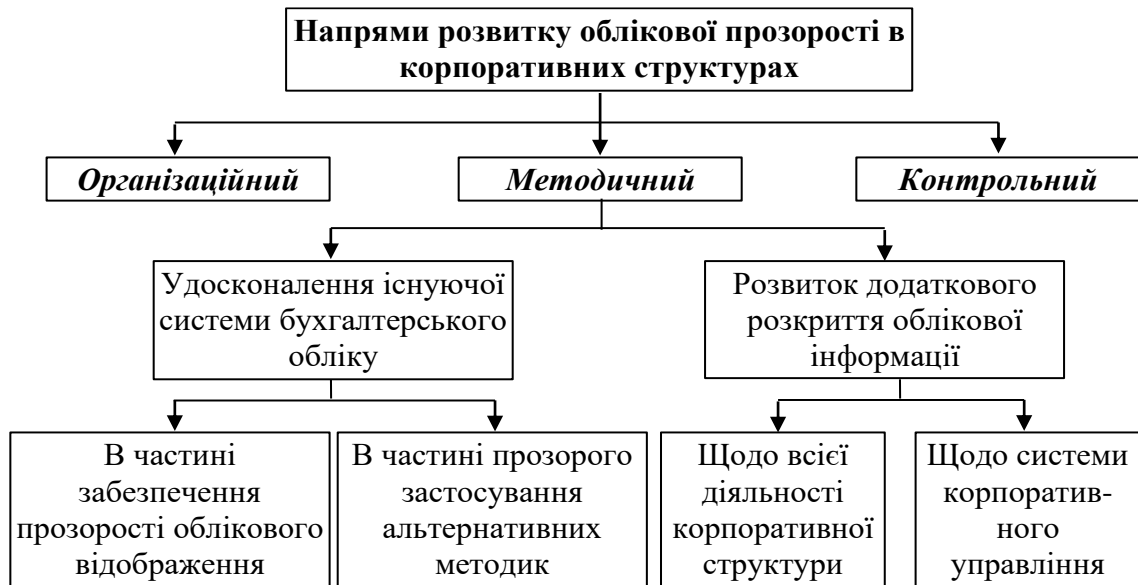 Напрями розвитку облікової прозорості в
корпоративних структурах
Організаційний
Методичний
Контрольний
Удосконалення існуючої
системи бухгалтерського
обліку
Розвиток додаткового
розкриття облікової
інформації
В частині
забезпечення
прозорості облікового
відображення
В частині прозорого
застосування
альтернативних
методик
Щодо всієї
діяльності
корпоративної
структури
Щодо системи
корпоратив-
ного
управління